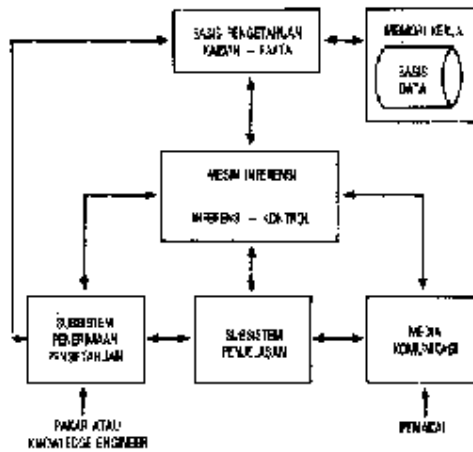 BASIS PENGETAHUAN
KAIDAH – FAKTA
MEMORI KERJA
BASIS
DATA
MESIN INFERENSI
INFERENSI – KONTROL
SUBSISTEM
PENERIMAAN
PENGETAHUAN
SUBSISTEM
PENJELASAN
MEDIA
KOMUNIKASI
PAKAR ATAU
KNOWLEDGE ENGINEER
PEMAKAI